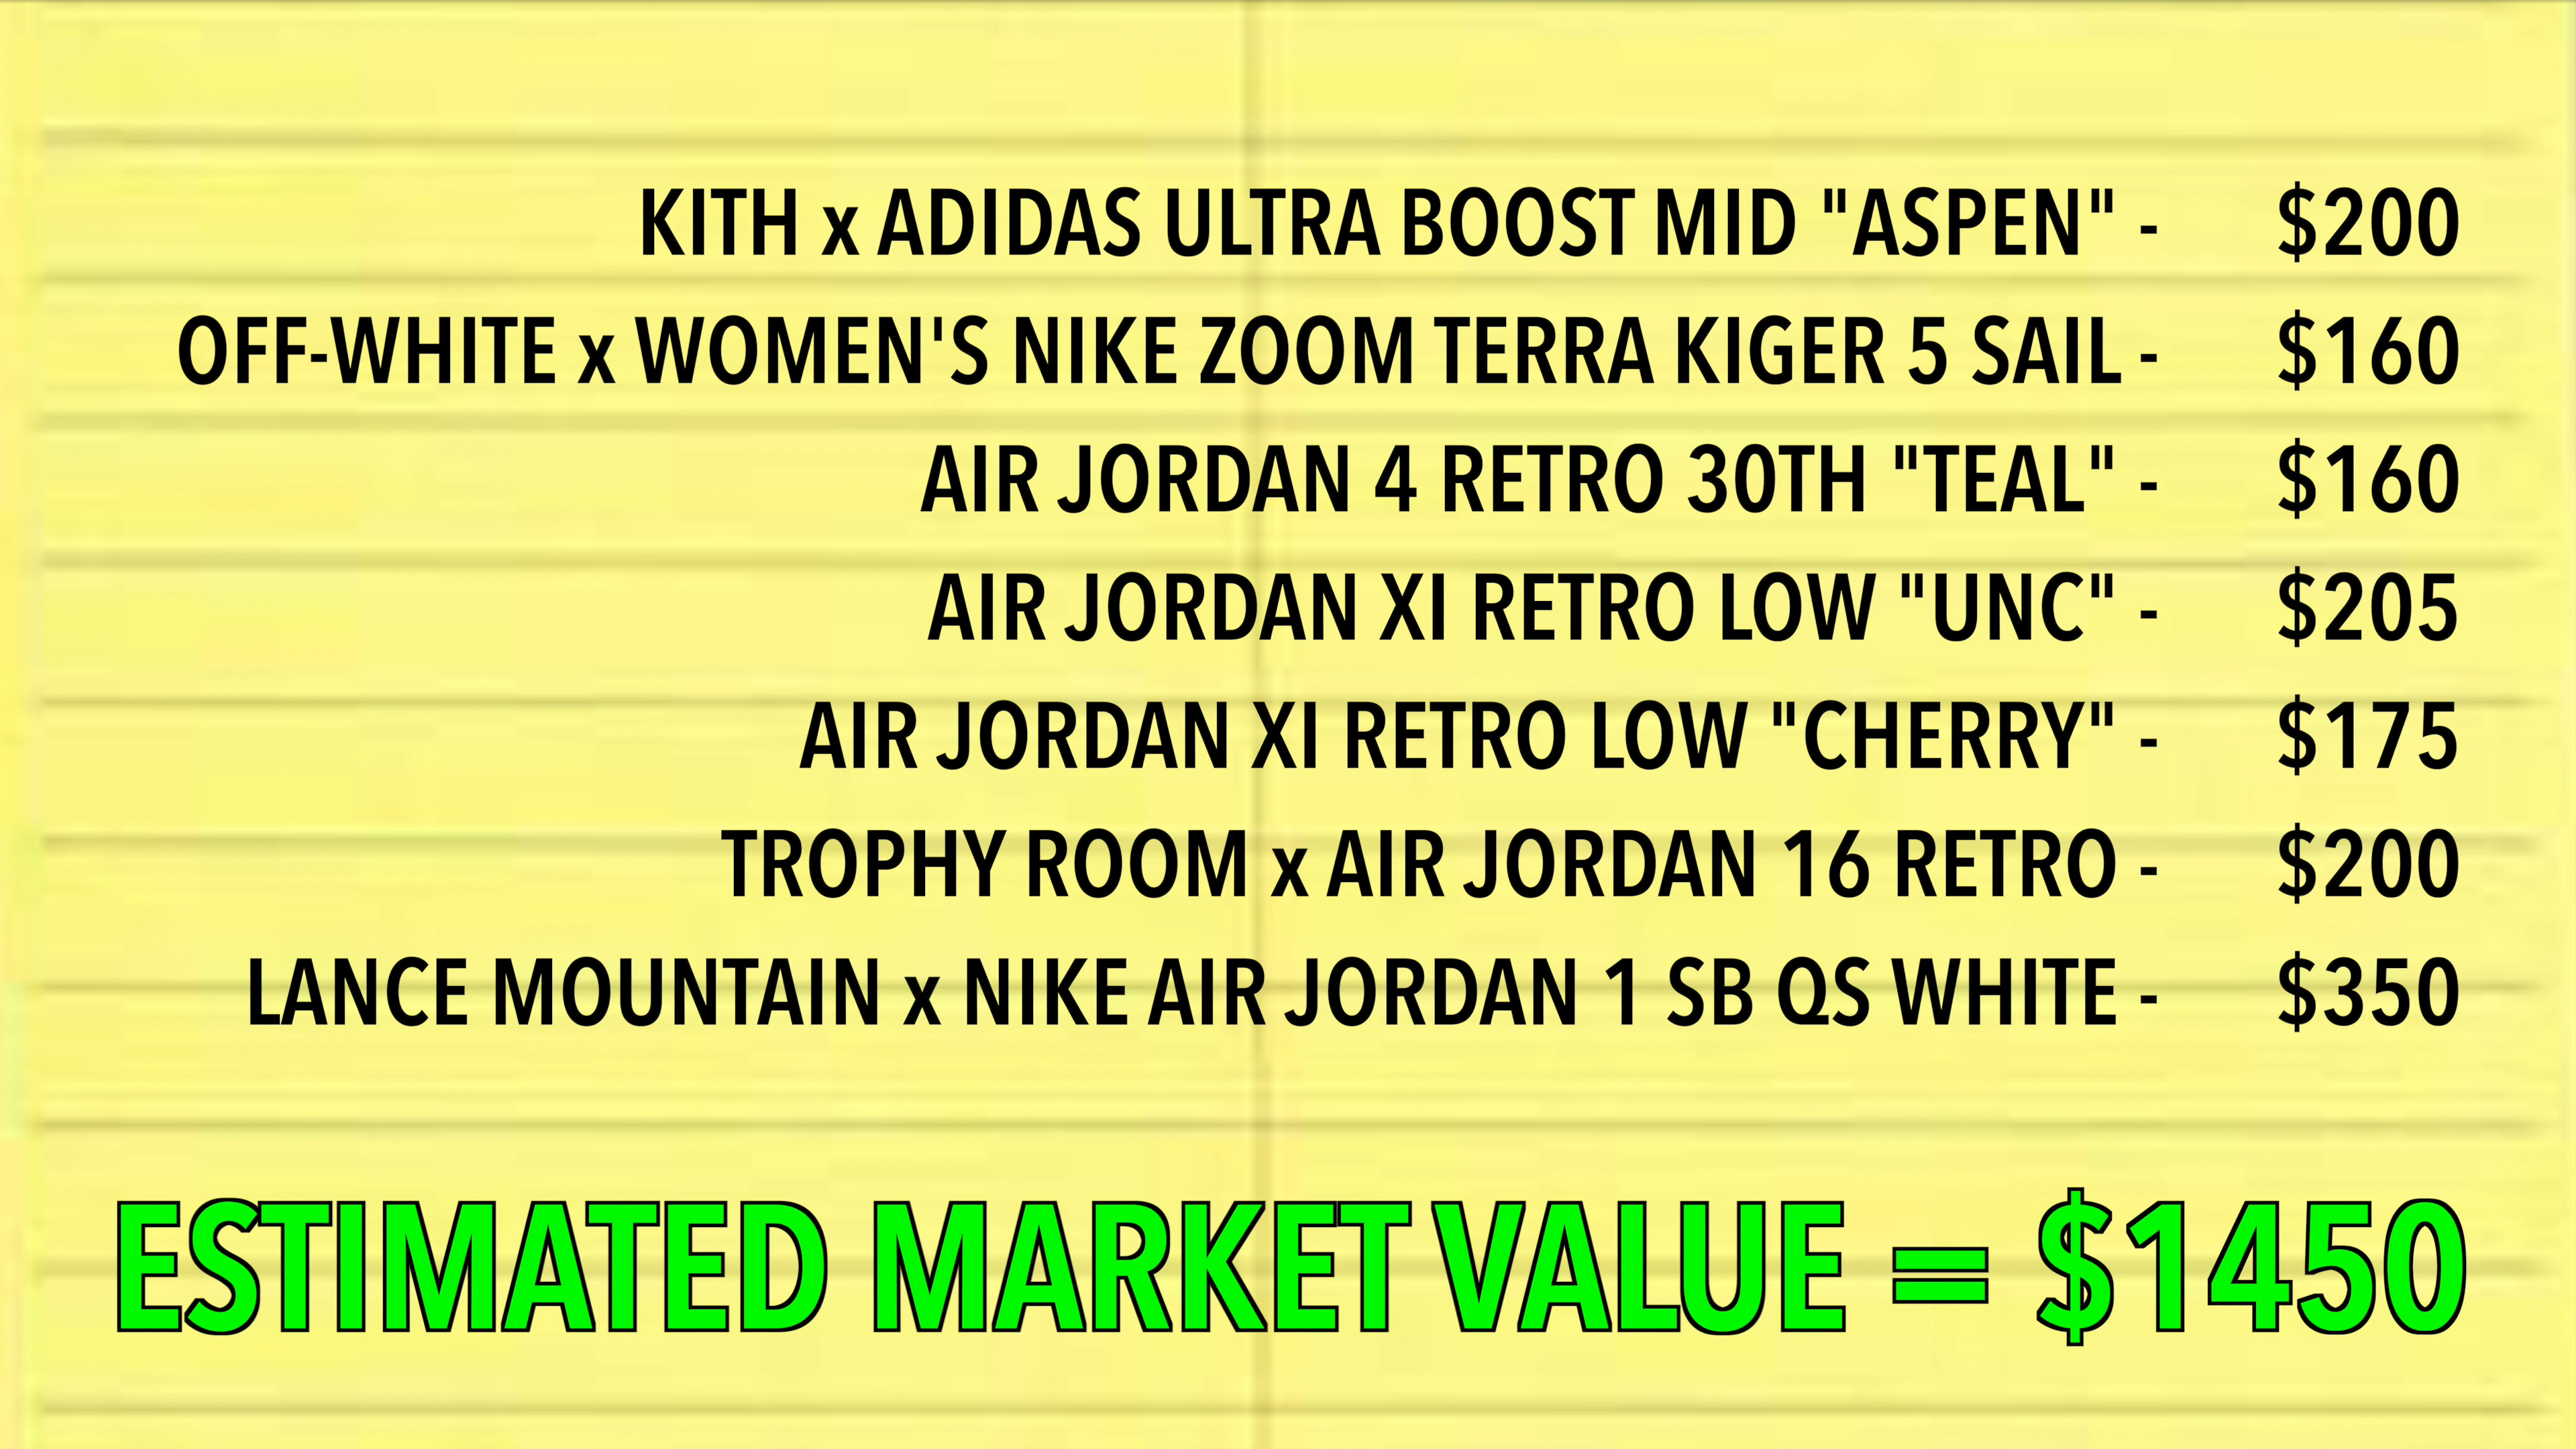 KITH x ADIDAS ULTRA BOOST MID "ASPEN" - $200
OFF-WHITE x WOMEN'S NIKE ZOOM TERRA KIGER 5 SAIL - $160
AIR JORDAN 4 RETRO 30TH "TEAL" - $160
AIR JORDAN XI RETRO LOW "UNC" - $205
AIR JORDAN XI RETRO LOW "CHERRY" - $175
TROPHY ROOM x AIR JORDAN 16 RETRO - $200
LANCE MOUNTAIN x NIKE AIR JORDAN 1 SB QS WHITE - $350
ESTIMATED MARKET VALUE = $1450